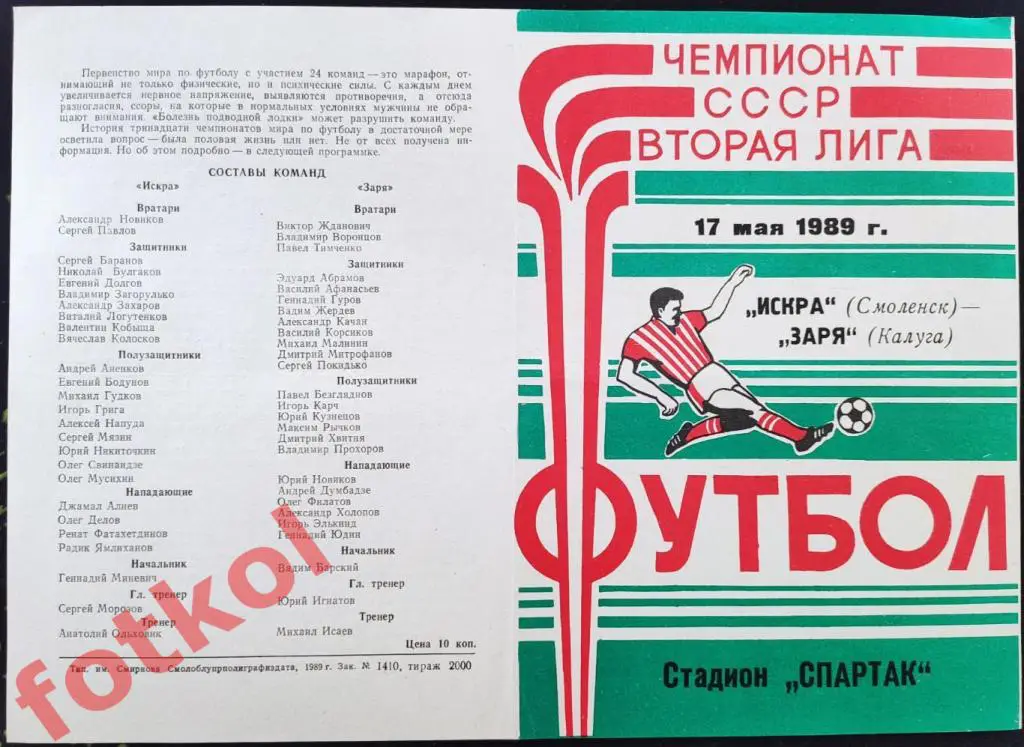 Первенство мира по футболу с участием 24 команд — это марафон, от-
нимающий не только физические, но и психические силы. С каждым днем
увеличивается нервное напряжение, выявляются противоречия, а отсюда
разногласия, ссоры, на которые в нормальных условиях мужчины не обра-
щают внимания. «Болезнь подводной лодки» может разрушить команду.
История тринадцати чемпионатов мира по футболу в достаточной мере
осветила вопрос — была половая жизнь или нет. Не от всех получена ин-
формация. Но об этом подробно — в следующей программке.
СОСТАВЫ КОМАНД
«Искра»
Вратари
Александр Новиков
Сергей Павлов
Защитники
Сергей Баранов
Николай Булгаков
Евгений Долгов
Владимир Загорулько
Александр Захаров
Виталий Логутенков
Валентин Кобыща
Вячеслав Колосков
Полузащитники
Андрей Аненков
Евгений Бодунов
Михаил Гудков
Игорь Грига
Алексей Напуда
Сергей Мязин
Юрий Никиточкин
Олег Свинандзе
Олег Мусихин
Нападающие
Джамал Алиев
Олег Делов
Ренат Фатахетдинов
Радик Ямлиханов
Начальник
Геннадий Миневич
Гл. тренер
Сергей Морозов
Тренер
Анатолий Ольховик
«Заря»
Вратари
Виктор Жданович
Владимир Воронцов
Павел Тимченко
Защитники
Эдуард Абрамов
Василий Афанасьев
Геннадий Гуров
Вадим Жердев
Александр Качан
Василий Корсиков
Михаил Малинин
Дмитрий Митрофанов
Сергей Покидько
Полузащитники
Павел Безгляднов
Игорь Карч
Юрий Кузнецов
Максим Рычков
Дмитрий Хвитня
Владимир Прохоров
Нападающие
Юрий Новиков
Андрей Думбадзе
Олег Филатов
Александр Холопов
Игорь Элькинд
Геннадий Юдин
Начальник
Вадим Барский
Гл. тренер
Юрий Игнатов
Тренер
Михаил Исаев
Цена 10 коп.
Тип. им. Смирнова Смолоблупрполиграфиздата, 1989 г. Зак. № 1410, тираж 2000
ЧЕМПИОНАТ
СССР
ВТОРАЯ ЛИГА
17 мая 1989 г.
„ИСКРА“ (Смоленск) —
„ЗАРЯ“ (Калуга)
ФУТБОЛ
Стадион „СПАРТАК“
fotkol